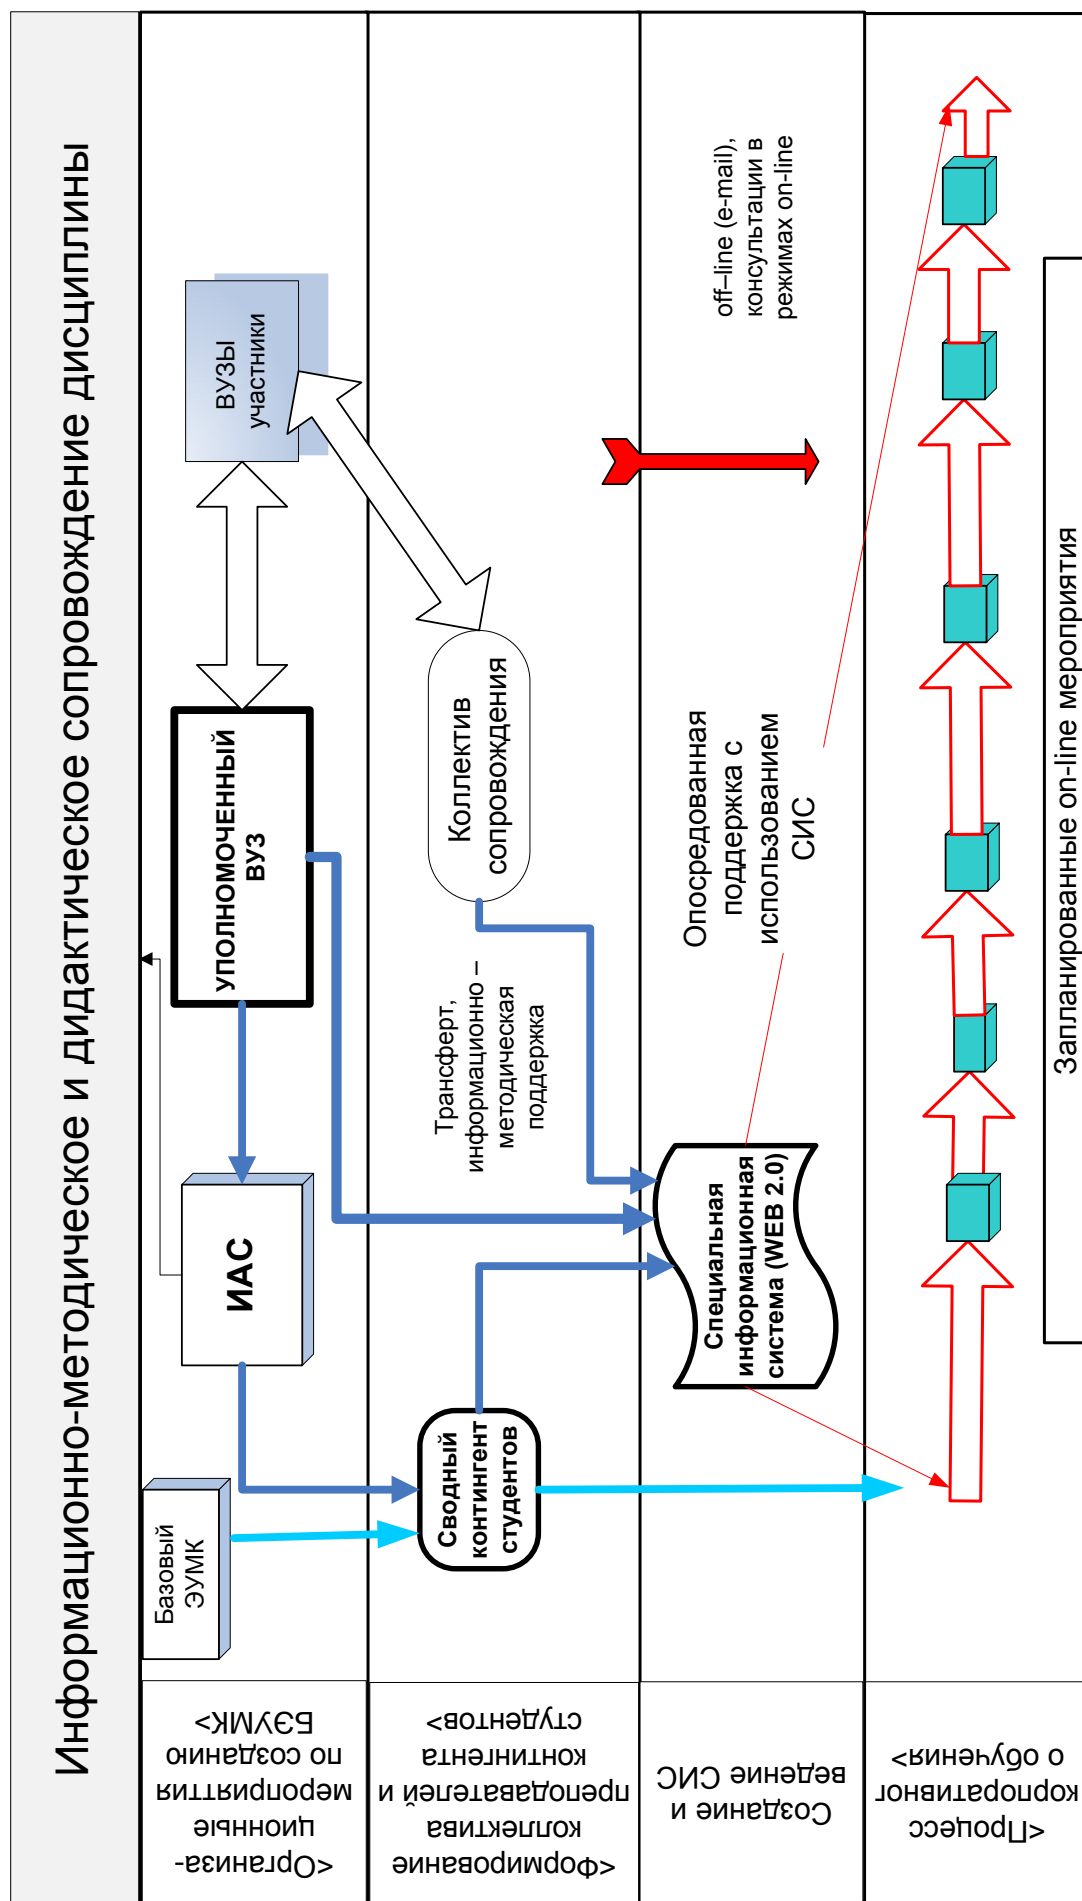 Информационно-методическое и дидактическое сопровождение дисциплины
<Организа-
ционные
мероприяттия
по созданию
БЭУМК>
Базовый
ЭУМК
ИАС
УПОЛНОМОЧЕННЫЙ
ВУЗ
ВУЗЫ
участники
<Формирование
коллектива
преподавателей и
контингента
студентов>
Сводный
контингент
студентов
Трансферт,
информационно –
методическая
поддержка
Коллектив
сопровождения
Создание и
ведение СИС
Специальная
информационная
система (WEB 2.0)
Опосредованная
поддержка с
использованием
СИС
off–line (e-mail),
консультации в
режимах on-line
<Процесс
корпоративног
о обучения>
Запланированные on-line мероприятия